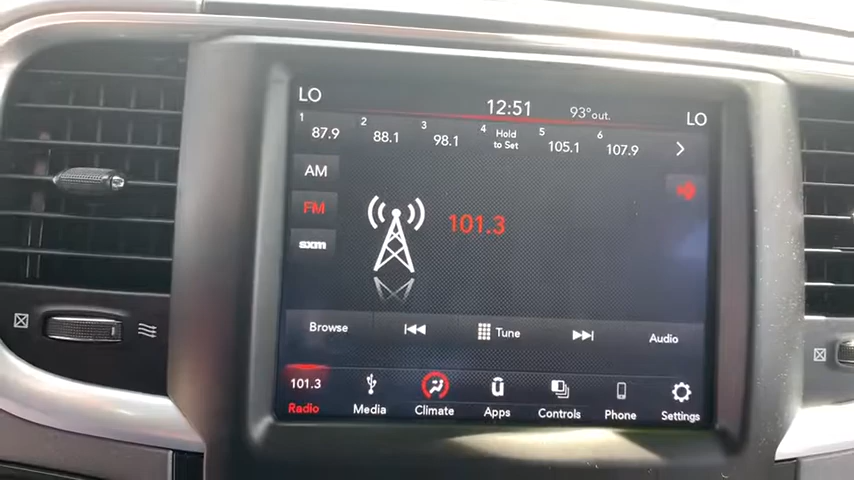 LO 12:51 93°out. LO
1 87.9 2 88.1 3 98.1 4 Hold to Set 5 105.1 6 107.9
AM
FM 101.3
sxm
Browse Tune Audio
101.3
Radio Media Climate Apps Controls Phone Settings